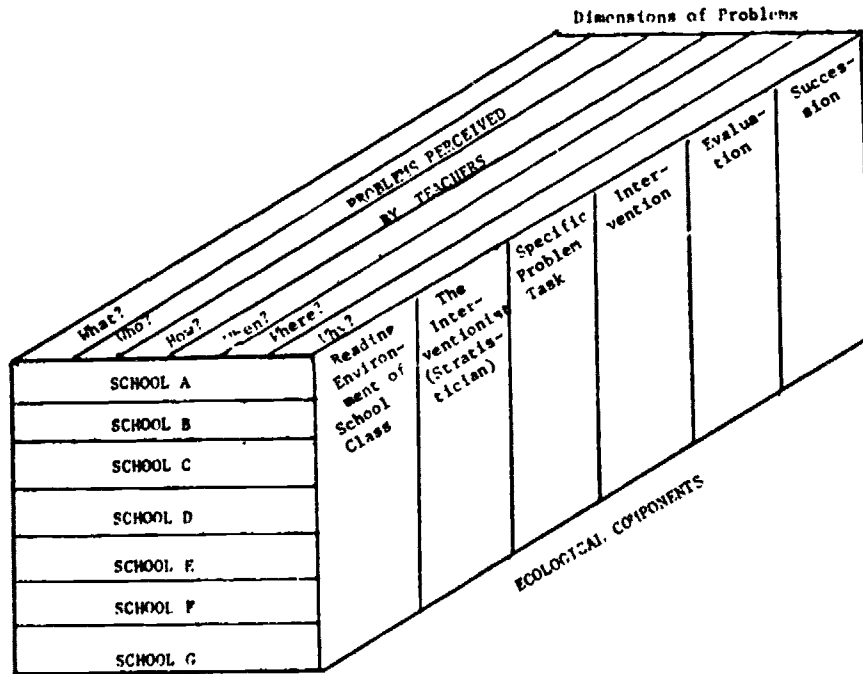 Dimensions of Problems
PROBLEMS PERCEIVED
BY TEACHERS
What?
Who?
How?
When?
Where?
Why?
Reading
Environ-
ment of
School
Class
The
Inter-
ventionist
(Stratis-
tician)
Specific
Problem
Task
Inter-
vention
Evalua-
tion
Succes-
sion
SCHOOL A
SCHOOL B
SCHOOL C
SCHOOL D
SCHOOL E
SCHOOL F
SCHOOL G
ECOLOGICAL COMPONENTS